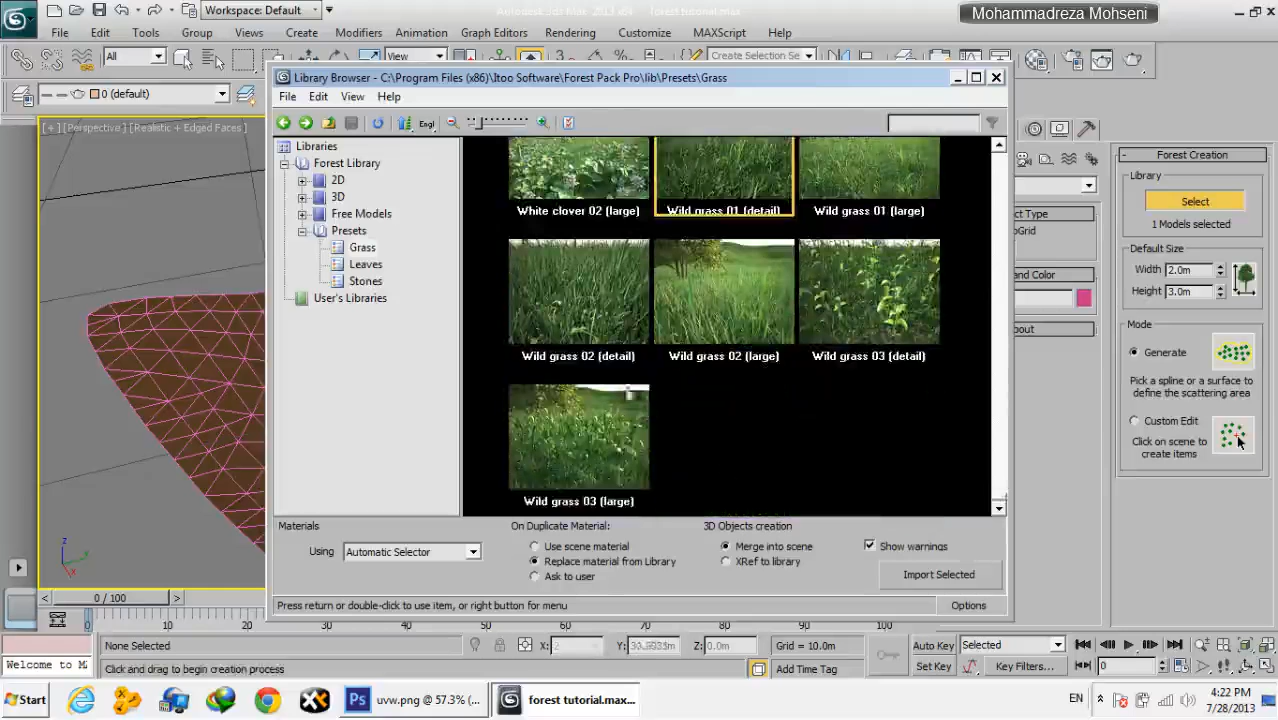 Workspace: Default
Autodesk 3ds Max 2013 x64 forest tutorial.max
Mohammadreza Mohseni
File Edit Tools Group Views Create Modifiers Animation Graph Editors Rendering Customize MAXScript Help
All
View
Create Selection Se
0 (default)
[+] [Perspective] [Realistic + Edged Faces]
Library Browser - C:\Program Files (x86)\Itoo Software\Forest Pack Pro\lib\Presets\Grass
File Edit View Help
Engl
Libraries
Forest Library
2D
3D
Free Models
Presets
Grass
Leaves
Stones
User's Libraries
White clover 02 (large)
Wild grass 01 (detail)
Wild grass 01 (large)
Wild grass 02 (detail)
Wild grass 02 (large)
Wild grass 03 (detail)
Wild grass 03 (large)
Materials
Using
Automatic Selector
On Duplicate Material:
Use scene material
Replace material from Library
Ask to user
3D Objects creation
Merge into scene
XRef to library
Show warnings
Import Selected
Press return or double-click to use item, or right button for menu
Options
Forest Creation
Library
Select
1 Models selected
Default Size
Width 2.0m
Height 3.0m
Mode
Generate
Pick a spline or a surface to
define the scattering area
Custom Edit
Click on scene to
create items
z
x
0 / 100
0 10 20 30 40 50 60 70 80 90 100
None Selected
X:
Y:
Z: 0.0m
Grid = 10.0m
Auto Key
Selected
Welcome to M
Click and drag to begin creation process
Add Time Tag
Set Key
Key Filters...
0
Start
uvw.png @ 57.3% (...
forest tutorial.max...
EN
4:22 PM
7/28/2013